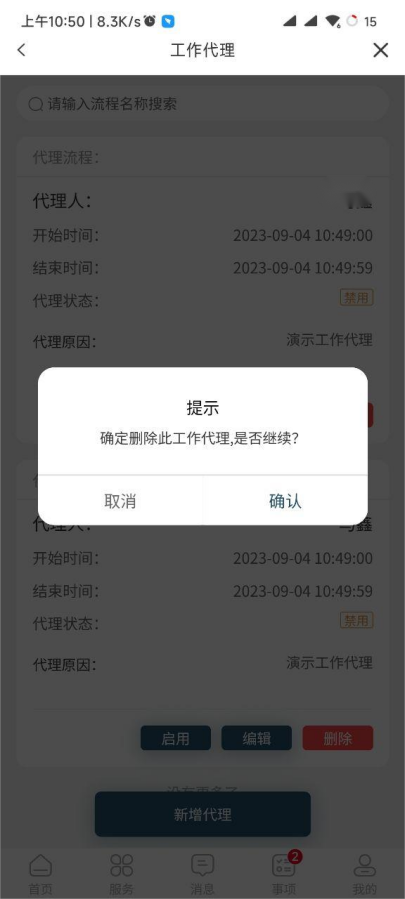 上午10:50 | 8.3K/s
15
工作代理
请输入流程名称搜索
代理流程:
代理人:
开始时间: 2023-09-04 10:49:00
结束时间: 2023-09-04 10:49:59
代理状态: 禁用
代理原因: 演示工作代理
提示
确定删除此工作代理,是否继续?
取消 确认
开始时间: 2023-09-04 10:49:00
结束时间: 2023-09-04 10:49:59
代理状态: 禁用
代理原因: 演示工作代理
启用 编辑 删除
新增代理
2
首页 服务 消息 事项 我的